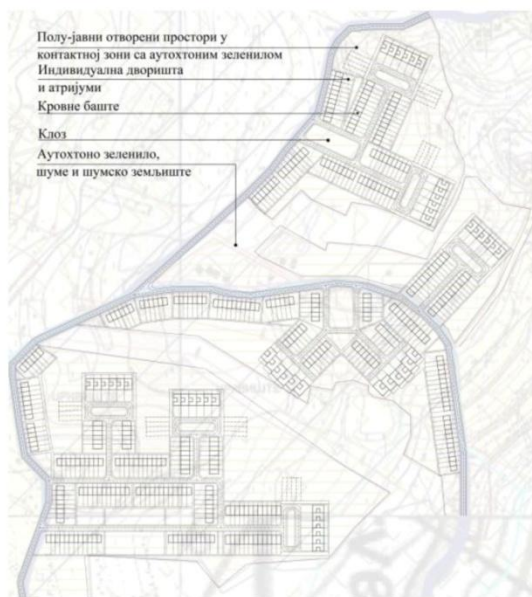 Полу-јавни отворени простори у
контактној зони са аутохтоним зеленилом
Индивидуална дворишта
и атријуми
Кровне баште
Клоз
Аутохтоно зеленило,
шуме и шумско земљиште